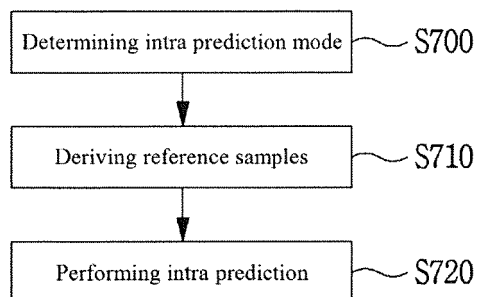 Determining intra prediction mode S700
Deriving reference samples S710
Performing intra prediction S720